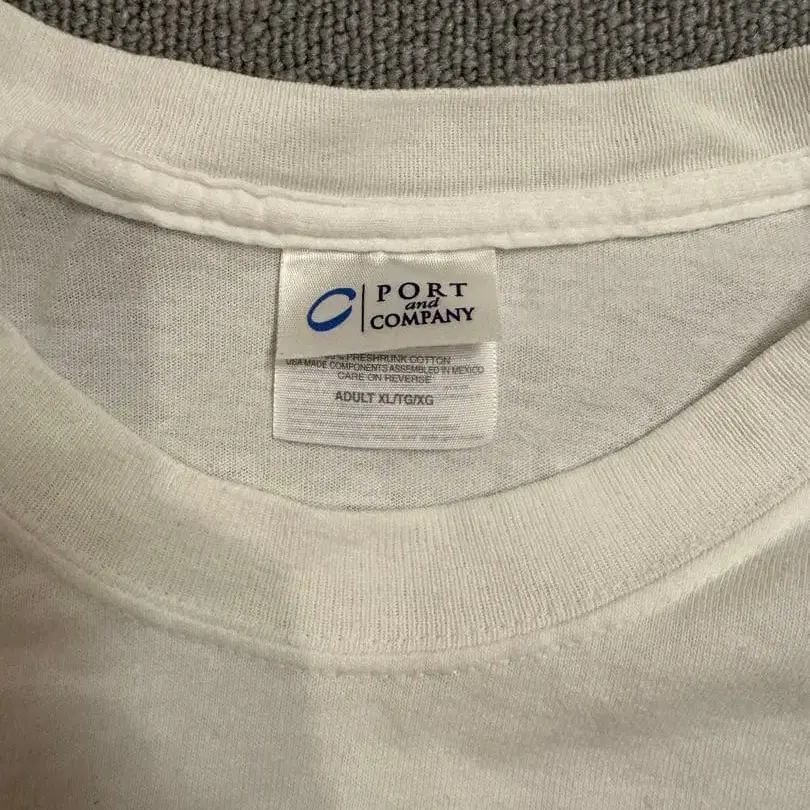 PORT
and
COMPANY
PRESHRUNK COTTON
USA MADE COMPONENTS ASSEMBLED IN MEXICO
CARE ON REVERSE
ADULT XL/TG/XG